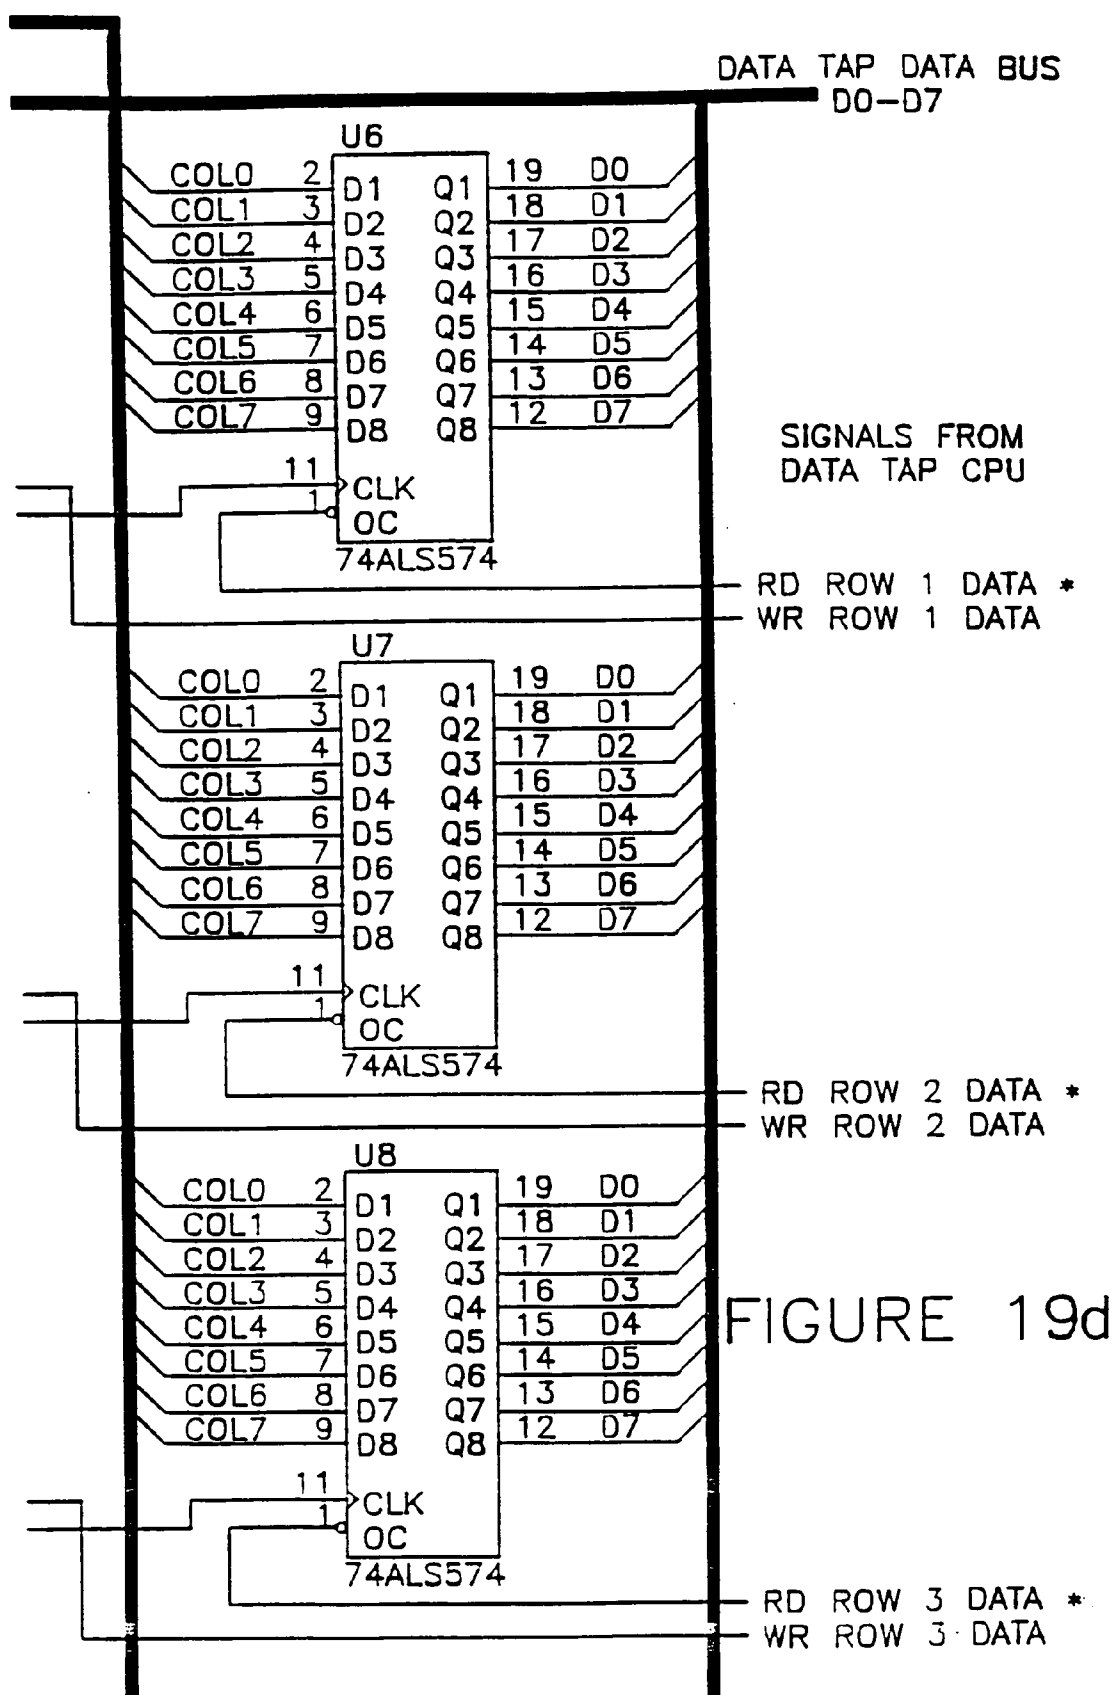 DATA TAP DATA BUS
D0-D7
U6
COL0 2 D1 Q1 19 D0
COL1 3 D2 Q2 18 D1
COL2 4 D3 Q3 17 D2
COL3 5 D4 Q4 16 D3
COL4 6 D5 Q5 15 D4
COL5 7 D6 Q6 14 D5
COL6 8 D7 Q7 13 D6
COL7 9 D8 Q8 12 D7
SIGNALS FROM
DATA TAP CPU
11 CLK
1 OC
74ALS574
RD ROW 1 DATA *
WR ROW 1 DATA
U7
COL0 2 D1 Q1 19 D0
COL1 3 D2 Q2 18 D1
COL2 4 D3 Q3 17 D2
COL3 5 D4 Q4 16 D3
COL4 6 D5 Q5 15 D4
COL5 7 D6 Q6 14 D5
COL6 8 D7 Q7 13 D6
COL7 9 D8 Q8 12 D7
11 CLK
1 OC
74ALS574
RD ROW 2 DATA *
WR ROW 2 DATA
U8
COL0 2 D1 Q1 19 D0
COL1 3 D2 Q2 18 D1
COL2 4 D3 Q3 17 D2
COL3 5 D4 Q4 16 D3
COL4 6 D5 Q5 15 D4
COL5 7 D6 Q6 14 D5
COL6 8 D7 Q7 13 D6
COL7 9 D8 Q8 12 D7
FIGURE 19d
11 CLK
1 OC
74ALS574
RD ROW 3 DATA *
WR ROW 3 DATA